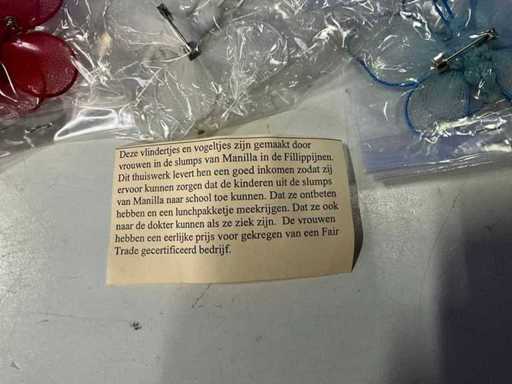 Deze vlindertjes en vogeltjes zijn gemaakt door
vrouwen in de slumps van Manilla in de Fillippijnen.
Dit thuiswerk levert hen een goed inkomen zodat zij
ervoor kunnen zorgen dat de kinderen uit de slumps
van Manilla naar school toe kunnen. Dat ze ontbeten
hebben en een lunchpakketje meekrijgen. Dat ze ook
naar de dokter kunnen als ze ziek zijn. De vrouwen
hebben een eerlijke prijs voor gekregen van een Fair
Trade gecertificeerd bedrijf.